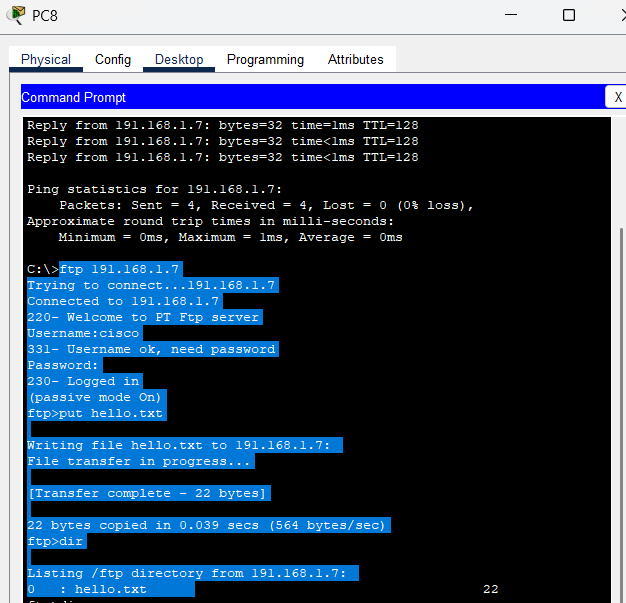 PC8
Physical Config Desktop Programming Attributes
Command Prompt X
Reply from 191.168.1.7: bytes=32 time=1ms TTL=128
Reply from 191.168.1.7: bytes=32 time<1ms TTL=128
Reply from 191.168.1.7: bytes=32 time<1ms TTL=128
Ping statistics for 191.168.1.7:
Packets: Sent = 4, Received = 4, Lost = 0 (0% loss),
Approximate round trip times in milli-seconds:
Minimum = 0ms, Maximum = 1ms, Average = 0ms
C:\>ftp 191.168.1.7
Trying to connect...191.168.1.7
Connected to 191.168.1.7
220- Welcome to PT Ftp server
Username:cisco
331- Username ok, need password
Password:
230- Logged in
(passive mode On)
ftp>put hello.txt
Writing file hello.txt to 191.168.1.7:
File transfer in progress...
[Transfer complete - 22 bytes]
22 bytes copied in 0.039 secs (564 bytes/sec)
ftp>dir
Listing /ftp directory from 191.168.1.7:
0 : hello.txt 22